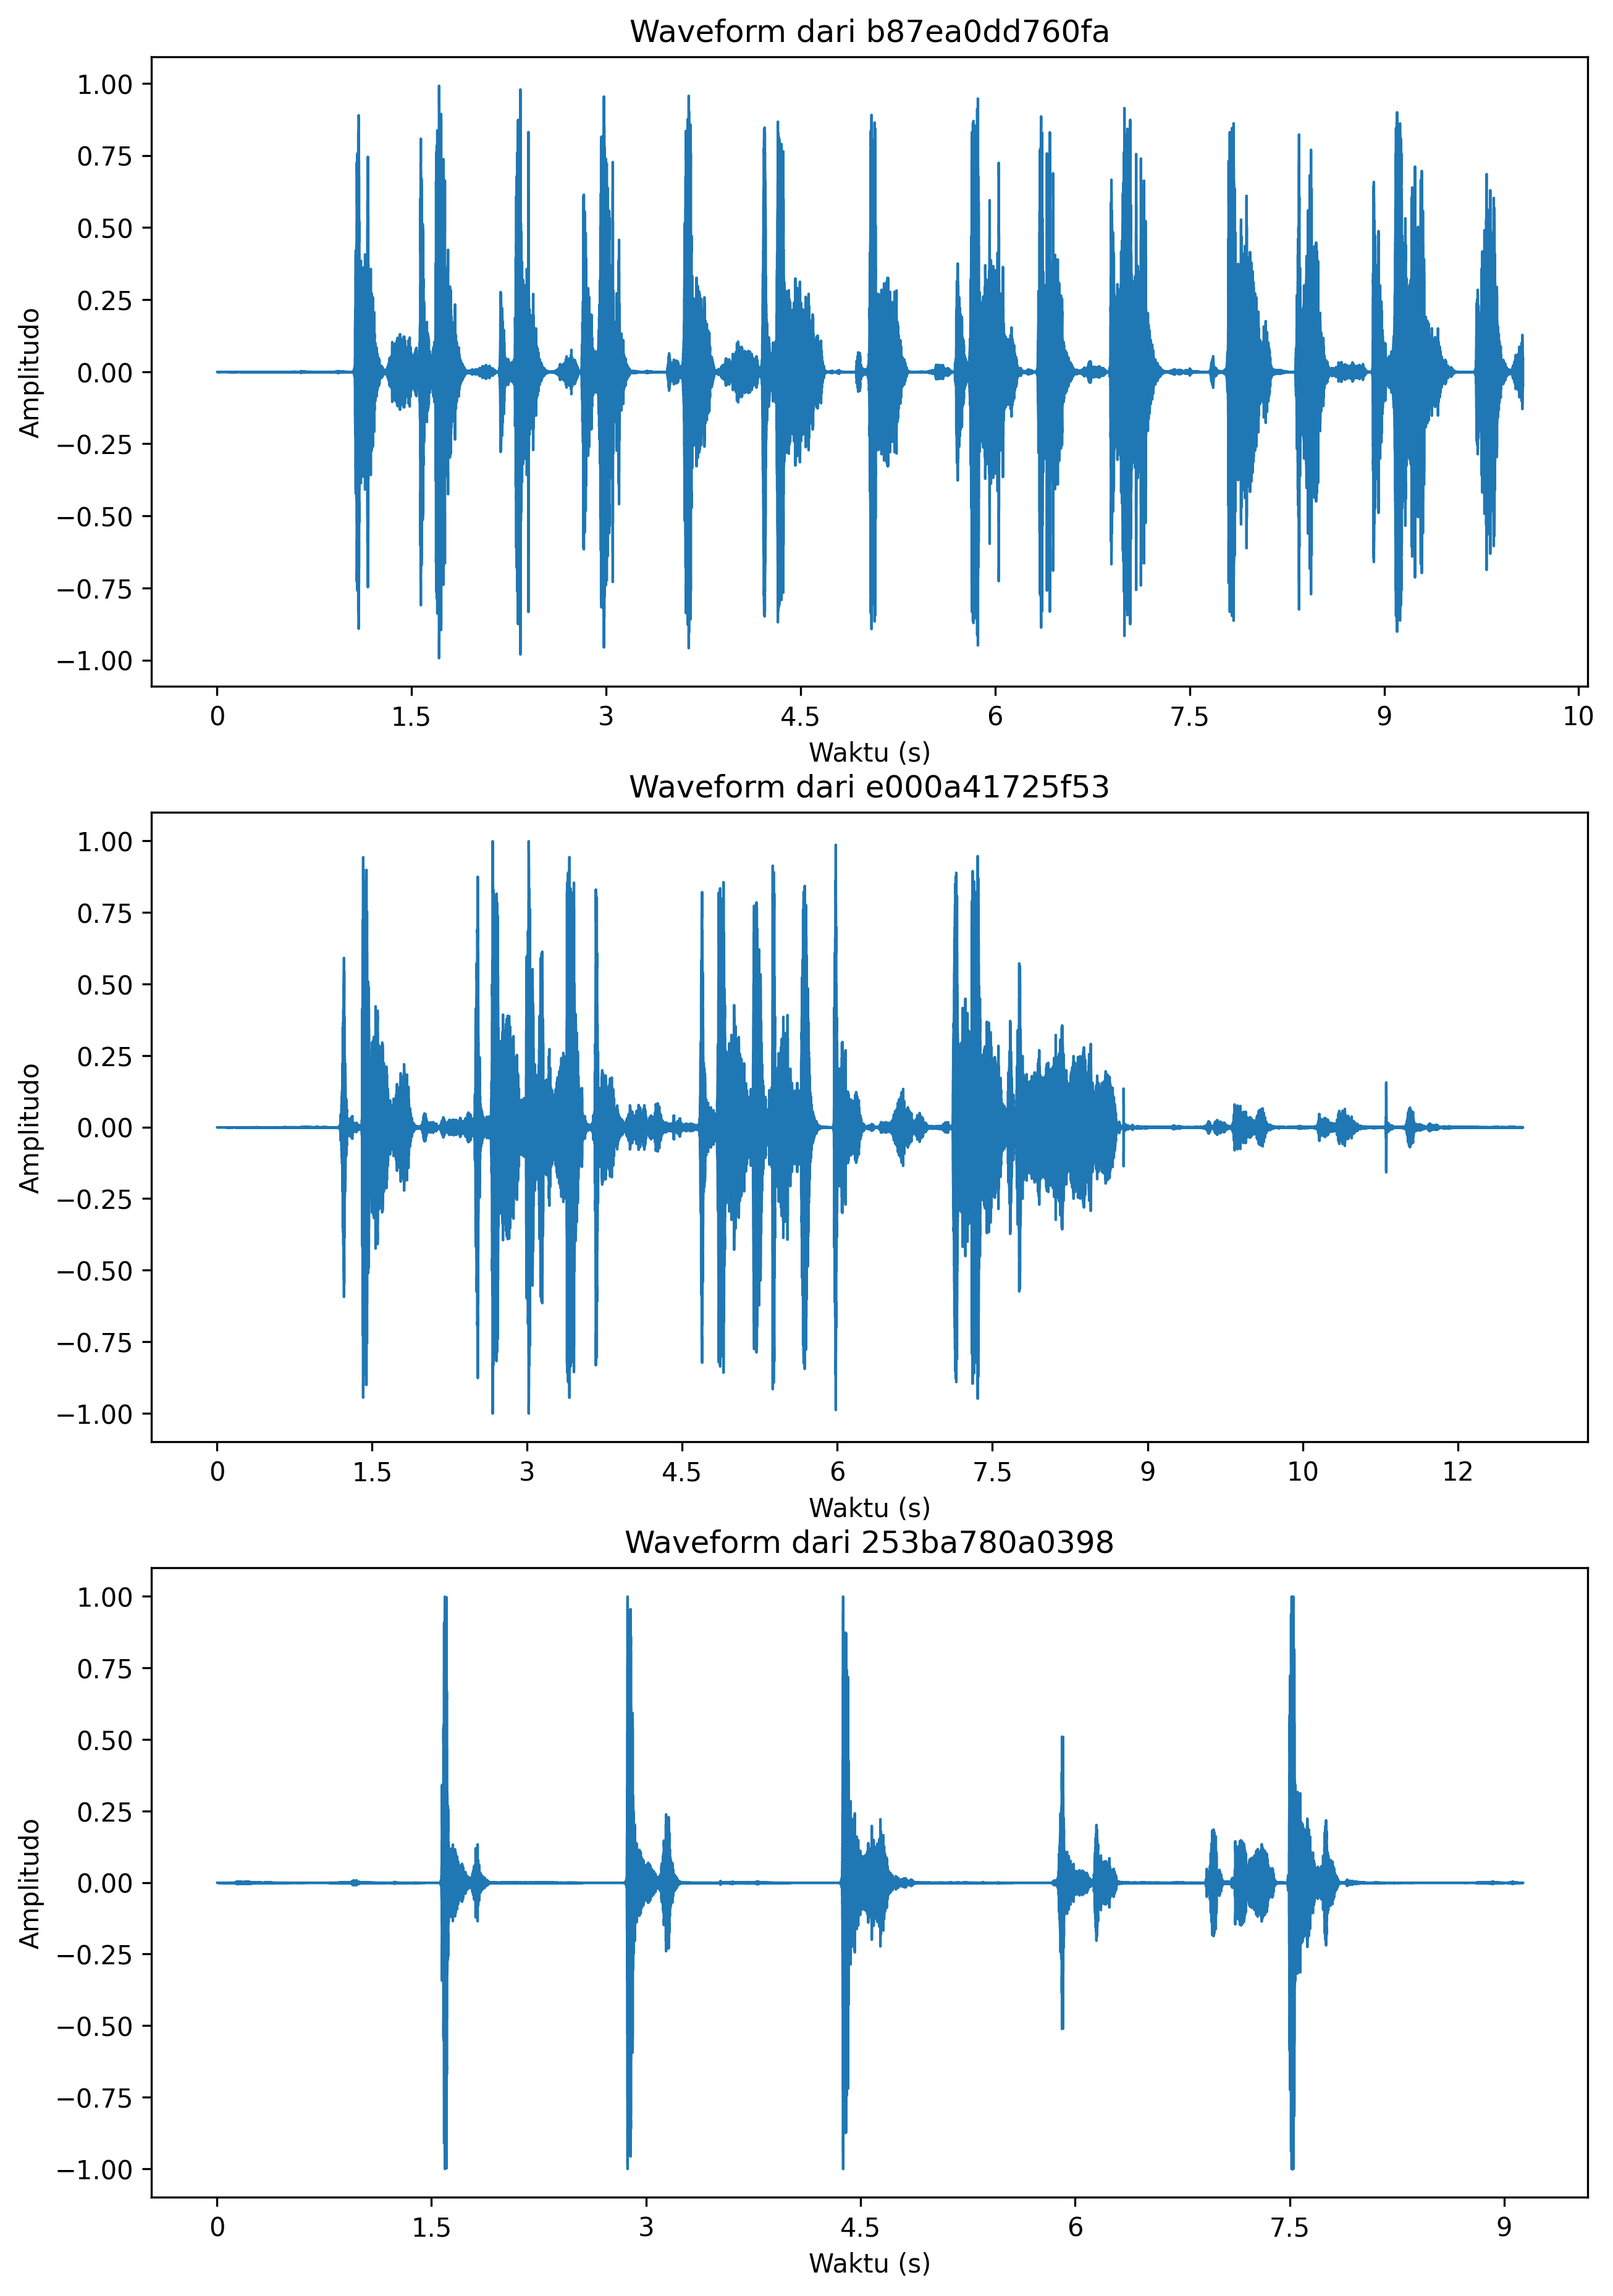 Waveform dari b87ea0dd760fa
1.00
0.75
0.50
0.25
0.00
−0.25
−0.50
−0.75
−1.00
Amplitudo
0 1.5 3 4.5 6 7.5 9 10
Waktu (s)
Waveform dari e000a41725f53
1.00
0.75
0.50
0.25
0.00
−0.25
−0.50
−0.75
−1.00
Amplitudo
0 1.5 3 4.5 6 7.5 9 10 12
Waktu (s)
Waveform dari 253ba780a0398
1.00
0.75
0.50
0.25
0.00
−0.25
−0.50
−0.75
−1.00
Amplitudo
0 1.5 3 4.5 6 7.5 9
Waktu (s)